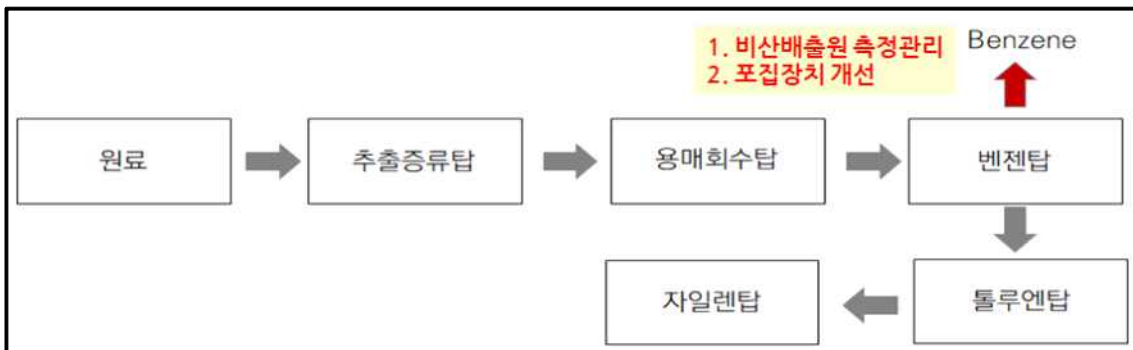 1. 비산배출원 측정관리
2. 포집장치 개선
Benzene
원료
추출증류탑
용매회수탑
벤젠탑
자일렌탑
톨루엔탑